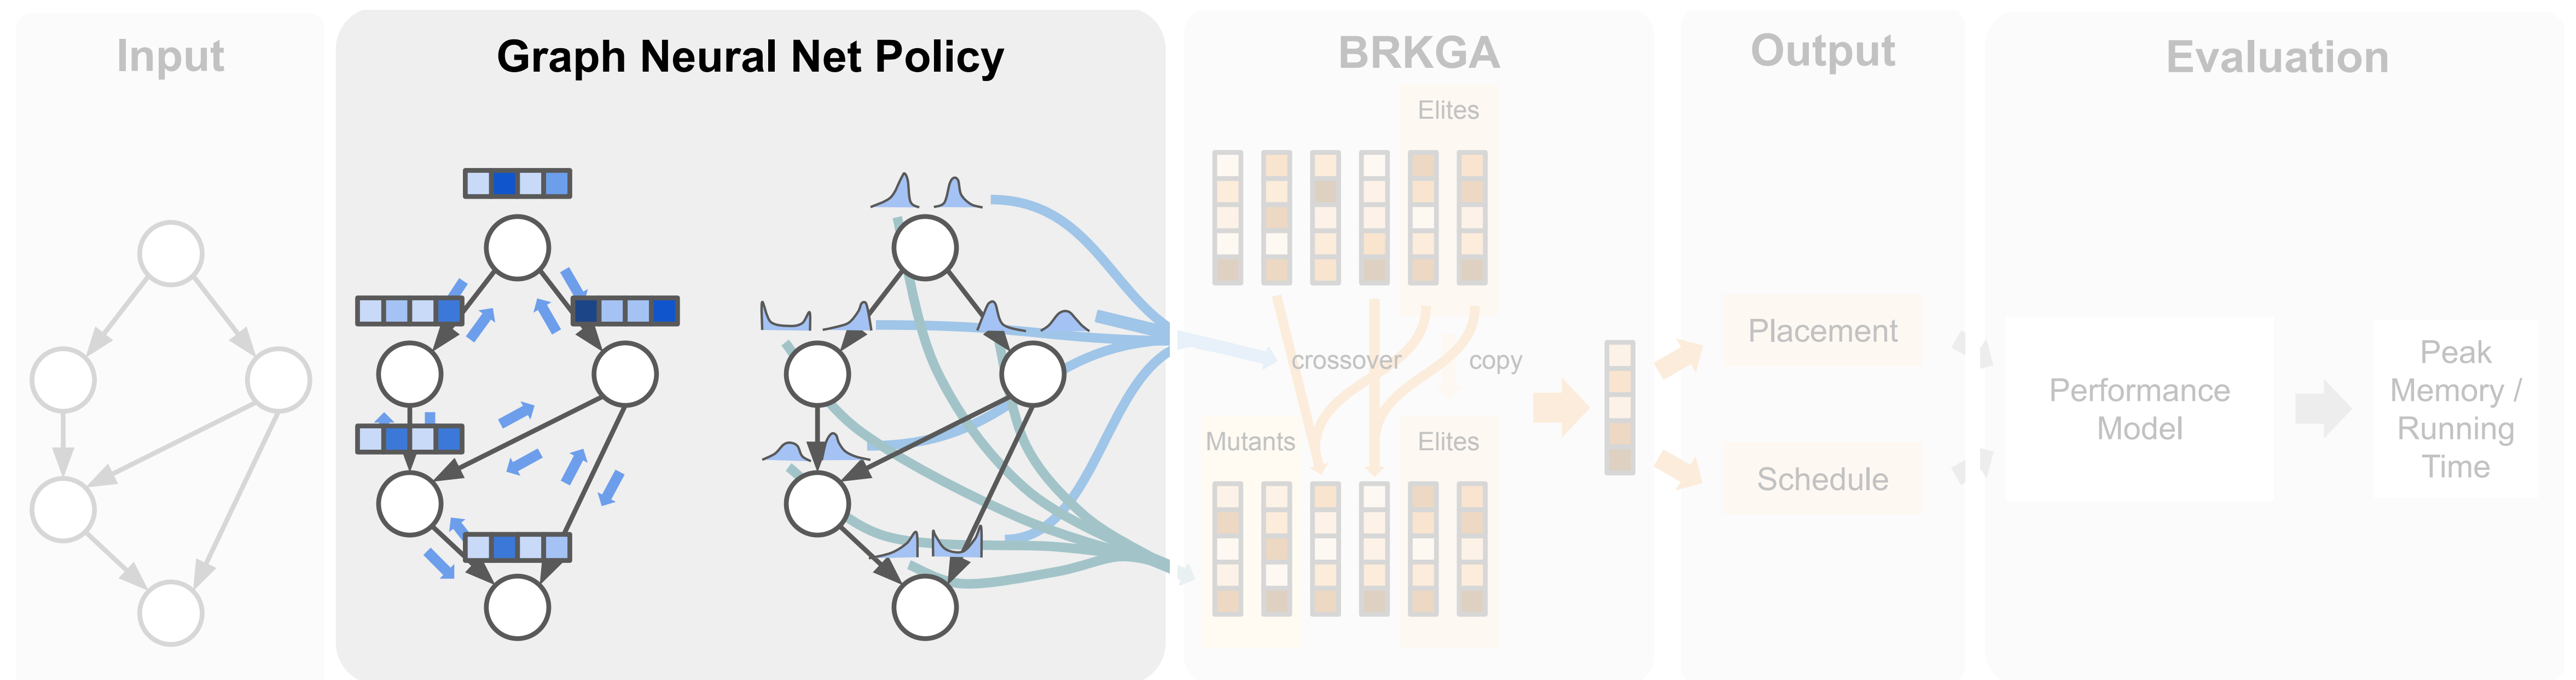 Input
Graph Neural Net Policy
BRKGA
Output
Evaluation
Elites
crossover
copy
Mutants
Elites
Placement
Schedule
Performance
Model
Peak
Memory /
Running
Time